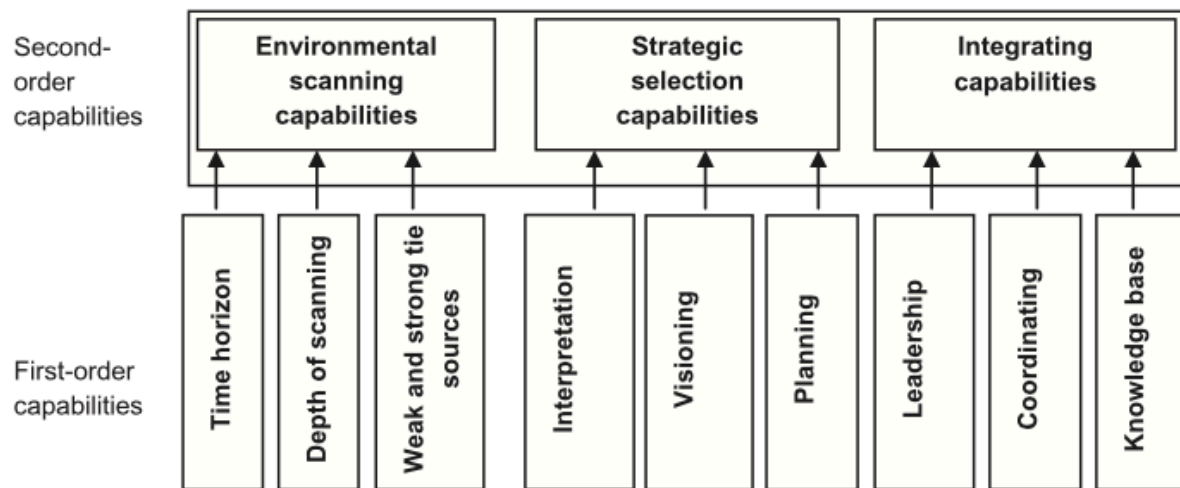 Second-
order
capabilities
Environmental
scanning
capabilities
Strategic
selection
capabilities
Integrating
capabilities
First-order
capabilities
Time horizon
Depth of scanning
Weak and strong tie
sources
Interpretation
Visioning
Planning
Leadership
Coordinating
Knowledge base